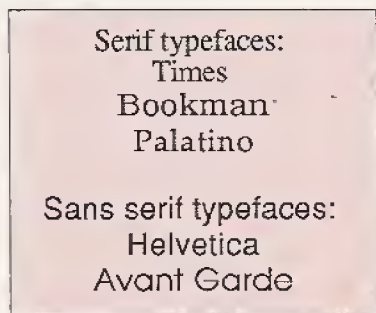 Serif typefaces:
Times
Bookman
Palatino
Sans serif typefaces:
Helvetica
Avant Garde